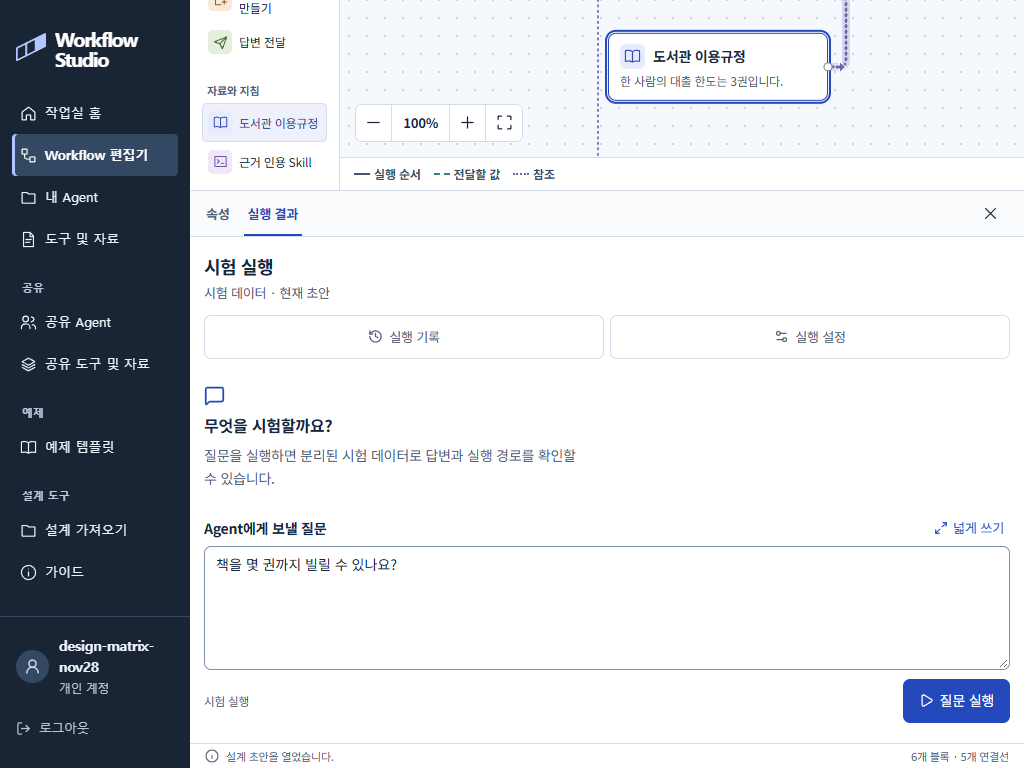 Workflow
Studio
작업실 홈
Workflow 편집기
내 Agent
도구 및 자료
공유
공유 Agent
공유 도구 및 자료
예제
예제 템플릿
설계 도구
설계 가져오기
가이드
design-matrix-
nov28
개인 계정
로그아웃
만들기
답변 전달
자료와 지침
도서관 이용규정
근거 인용 Skill
도서관 이용규정
한 사람의 대출 한도는 3권입니다.
100%
실행 순서
전달할 값
참조
속성
실행 결과
시험 실행
시험 데이터 · 현재 초안
실행 기록
실행 설정
무엇을 시험할까요?
질문을 실행하면 분리된 시험 데이터로 답변과 실행 경로를 확인할
수 있습니다.
Agent에게 보낼 질문
넓게 쓰기
책을 몇 권까지 빌릴 수 있나요?
시험 실행
질문 실행
설계 초안을 열었습니다.
6개 블록 · 5개 연결선